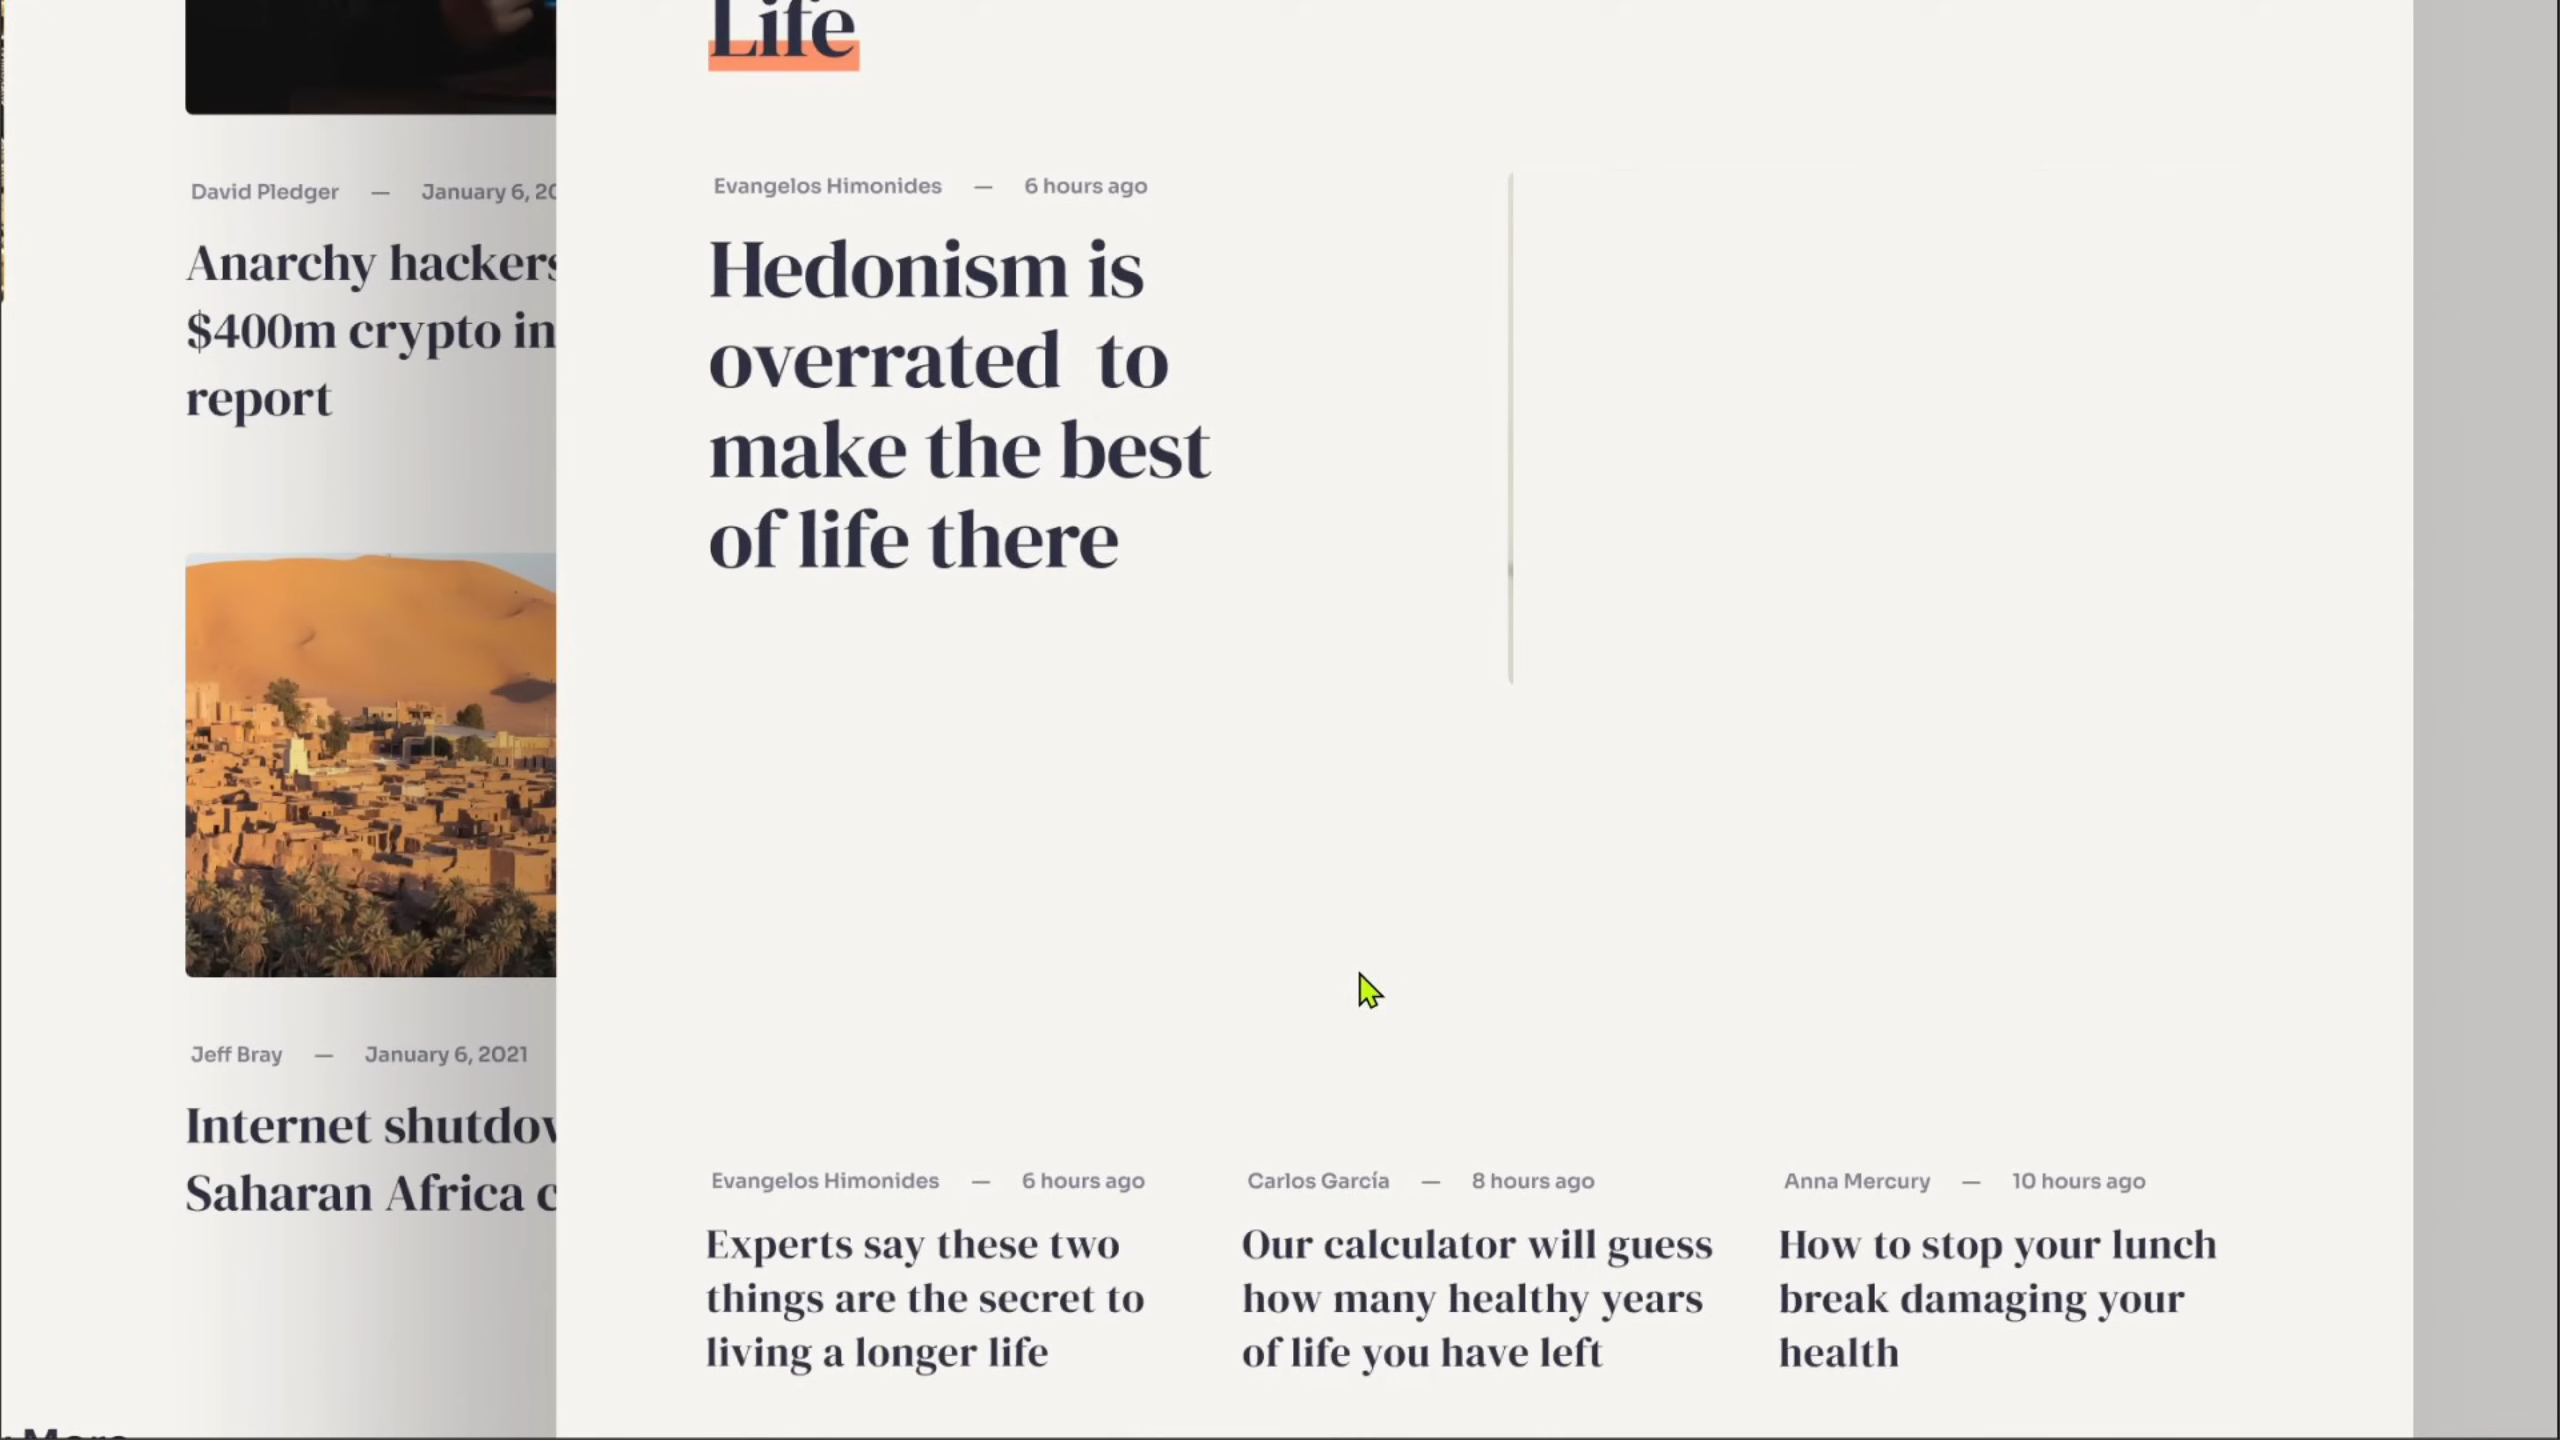 David Pledger — January 6, 20
Anarchy hackers
$400m crypto in
report
Jeff Bray — January 6, 2021
Internet shutdow
Saharan Africa c
More
Life
Evangelos Himonides — 6 hours ago
Hedonism is
overrated  to
make the best
of life there
Evangelos Himonides — 6 hours ago
Experts say these two
things are the secret to
living a longer life
Carlos García — 8 hours ago
Our calculator will guess
how many healthy years
of life you have left
Anna Mercury — 10 hours ago
How to stop your lunch
break damaging your
health